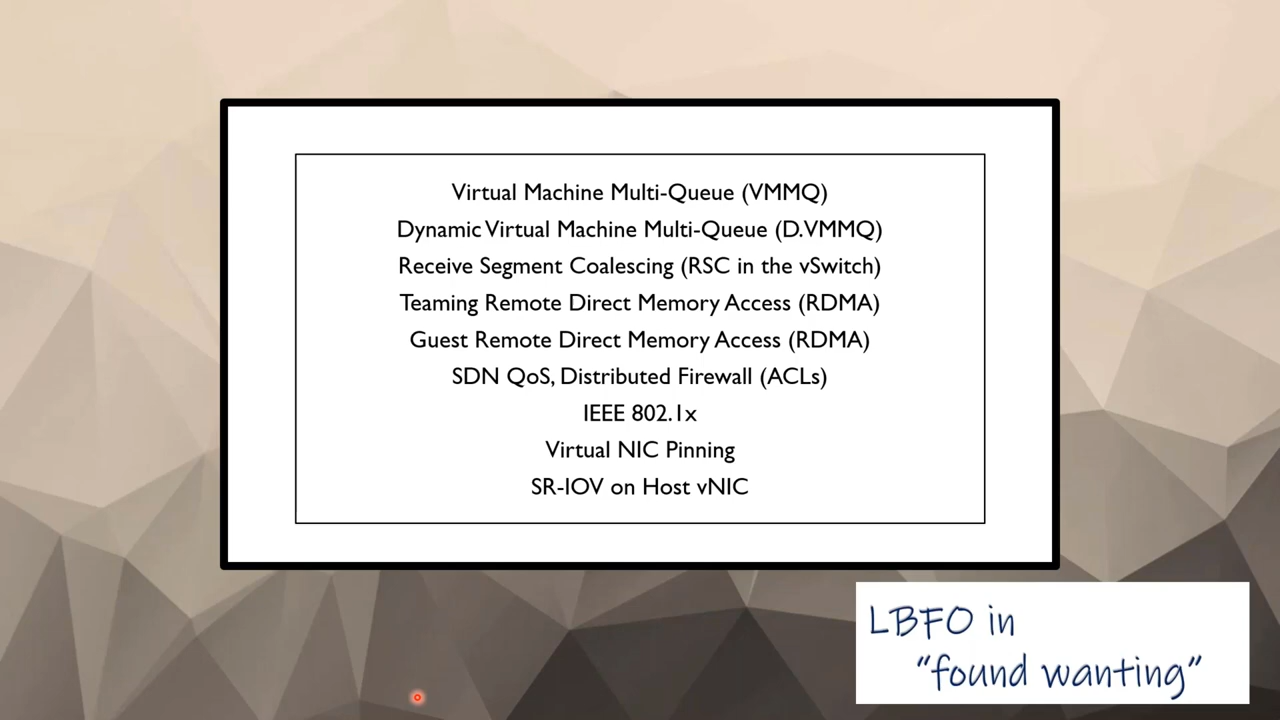 Virtual Machine Multi-Queue (VMMQ)
Dynamic Virtual Machine Multi-Queue (D.VMMQ)
Receive Segment Coalescing (RSC in the vSwitch)
Teaming Remote Direct Memory Access (RDMA)
Guest Remote Direct Memory Access (RDMA)
SDN QoS, Distributed Firewall (ACLs)
IEEE 802.1x
Virtual NIC Pinning
SR-IOV on Host vNIC
LBFO in
"found wanting"